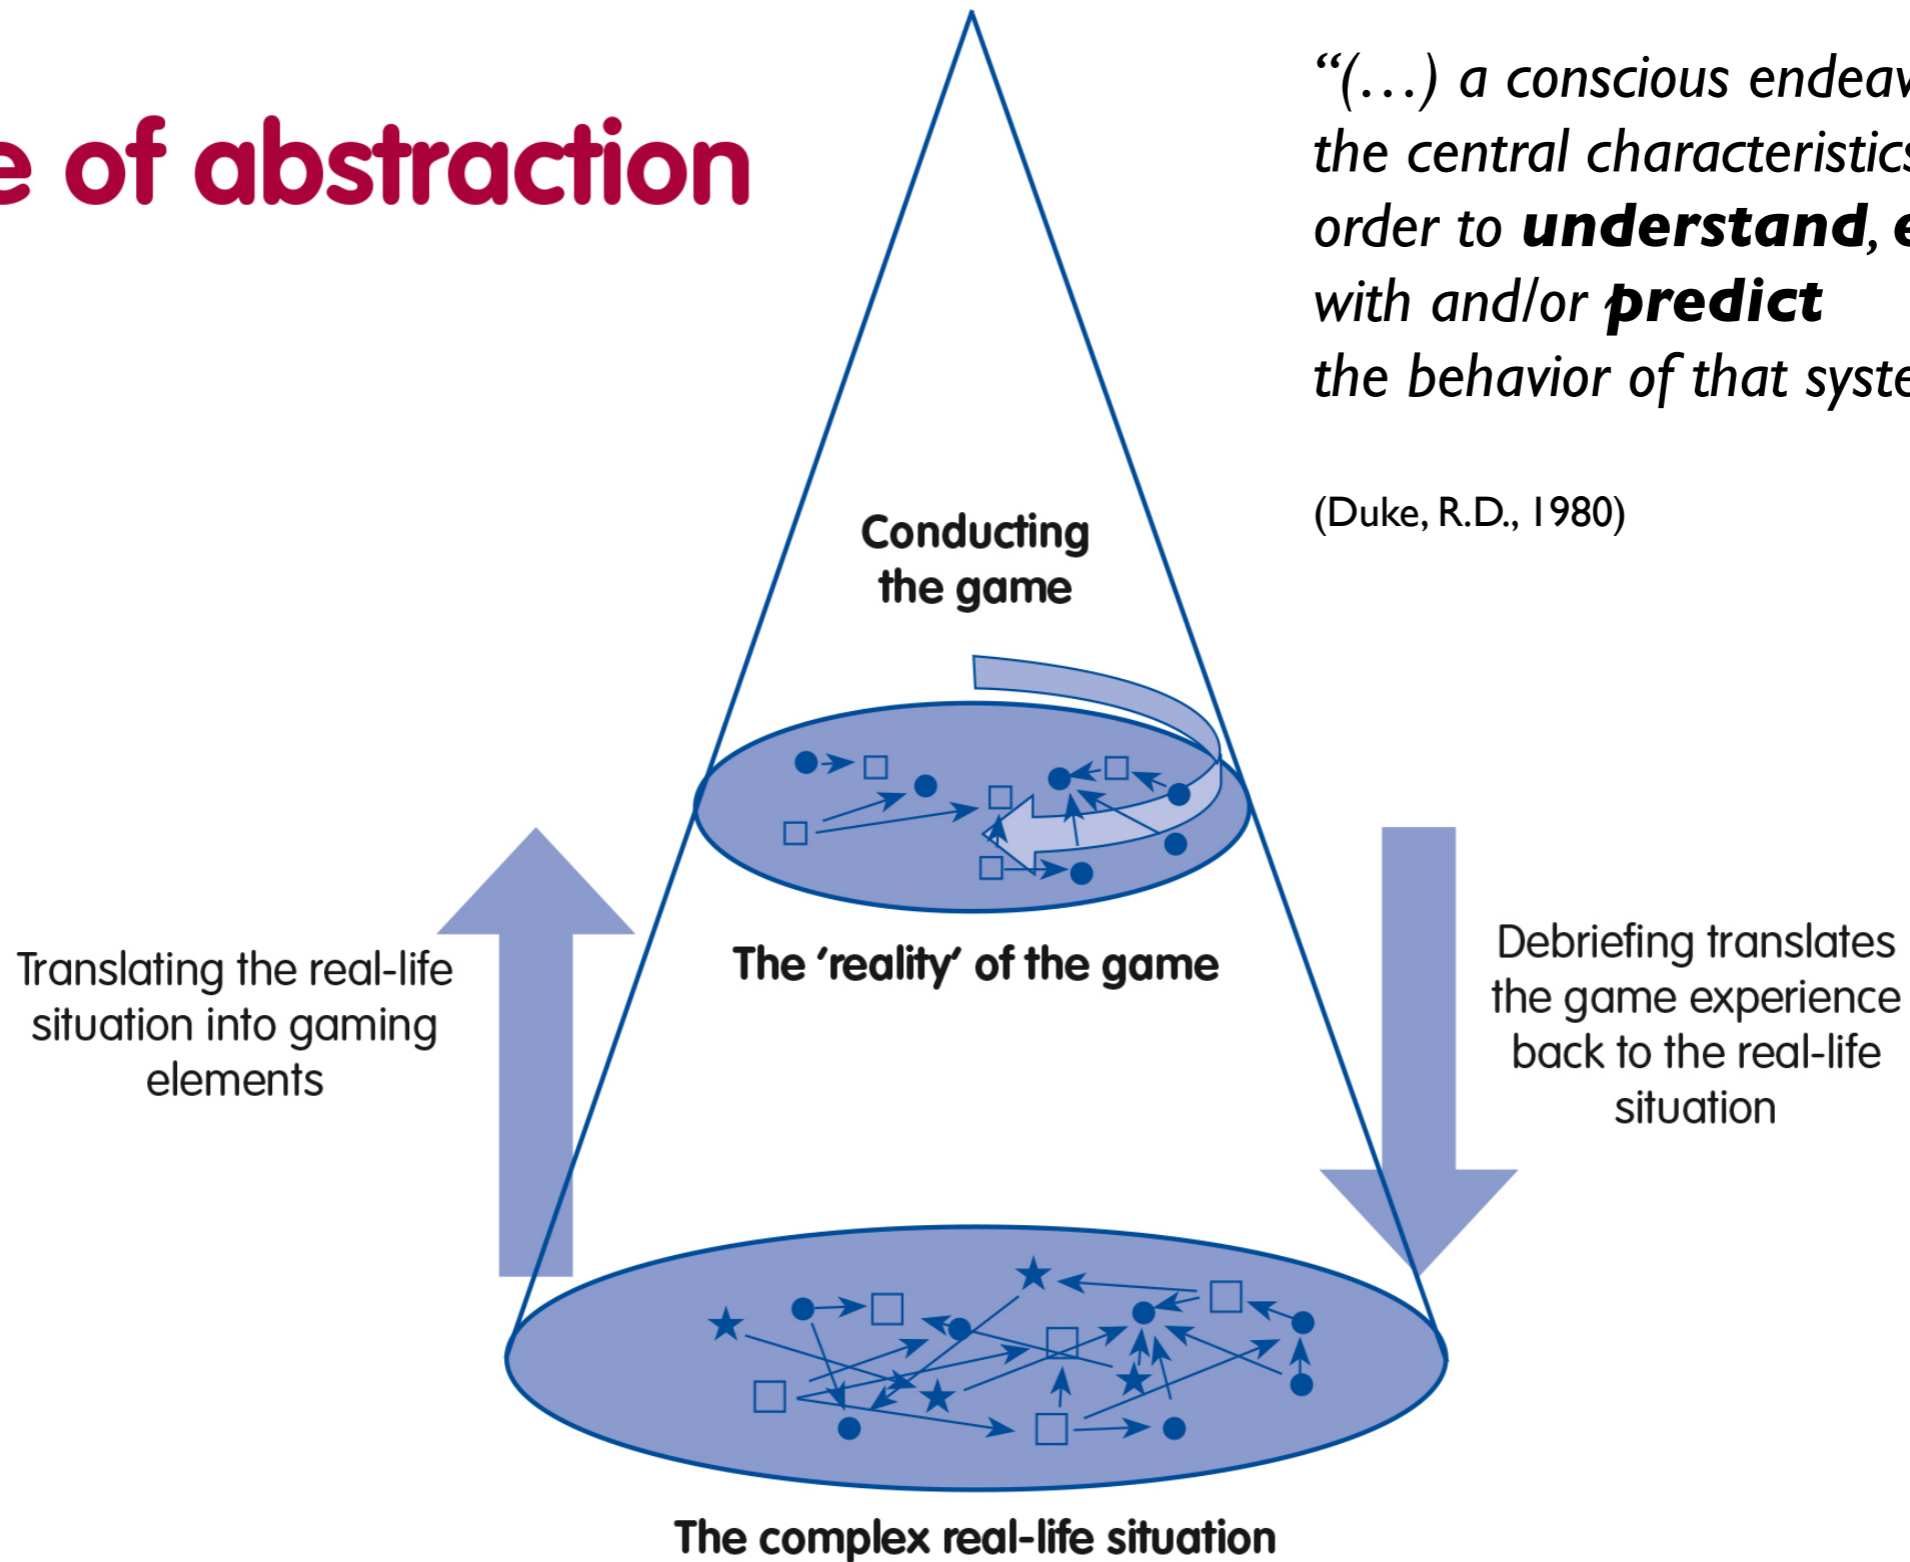 e of abstraction
“(…) a conscious endeav
the central characteristics
order to understand, e
with and/or predict
the behavior of that syste
(Duke, R.D., 1980)
Conducting
the game
The ‘reality’ of the game
Translating the real-life
situation into gaming
elements
Debriefing translates
the game experience
back to the real-life
situation
The complex real-life situation